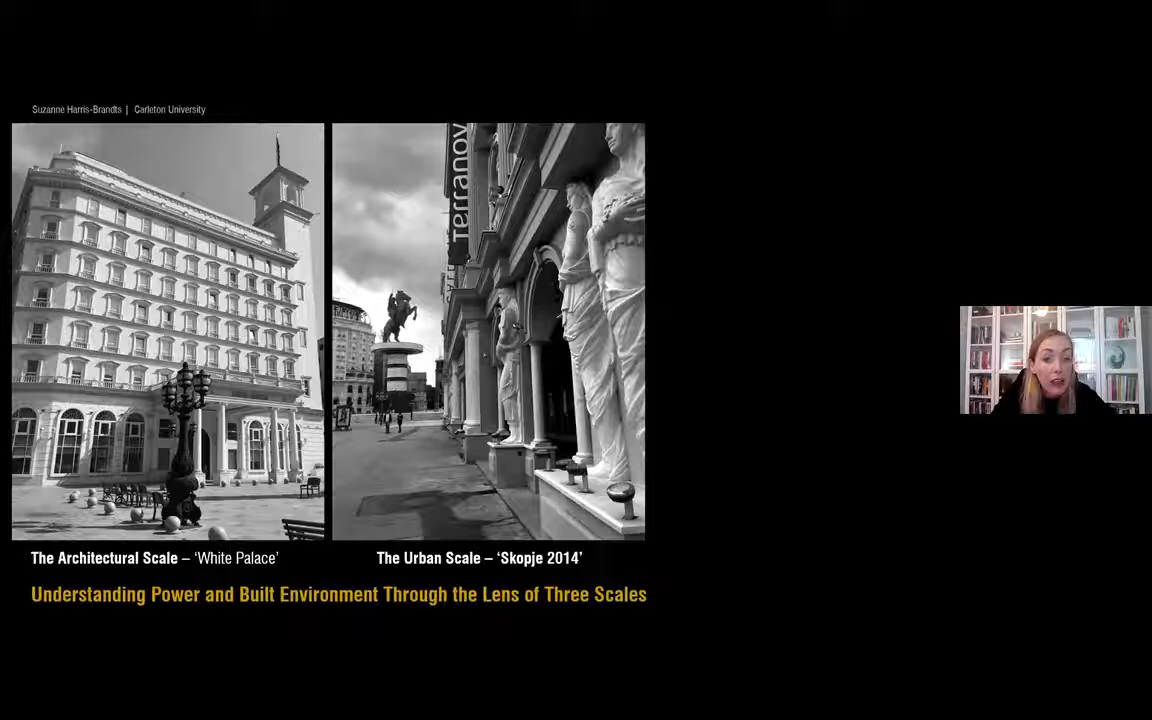 Suzanne Harris-Brandts | Carleton University
Terranov
The Architectural Scale – ‘White Palace’
The Urban Scale – ‘Skopje 2014’
Understanding Power and Built Environment Through the Lens of Three Scales